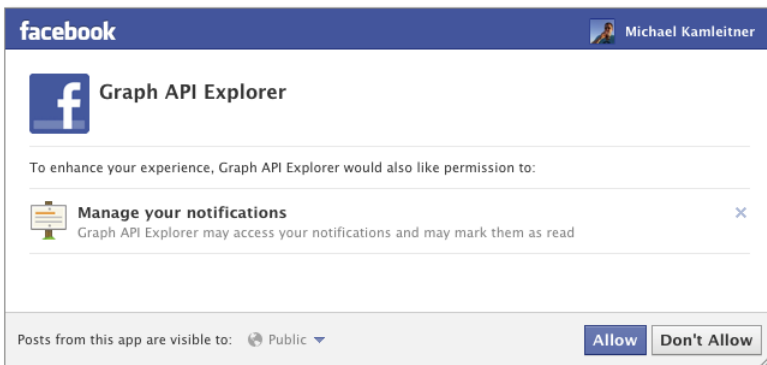 facebook Michael Kamleitner
Graph API Explorer
To enhance your experience, Graph API Explorer would also like permission to:
Manage your notifications
Graph API Explorer may access your notifications and may mark them as read
Posts from this app are visible to: Public Allow Don't Allow